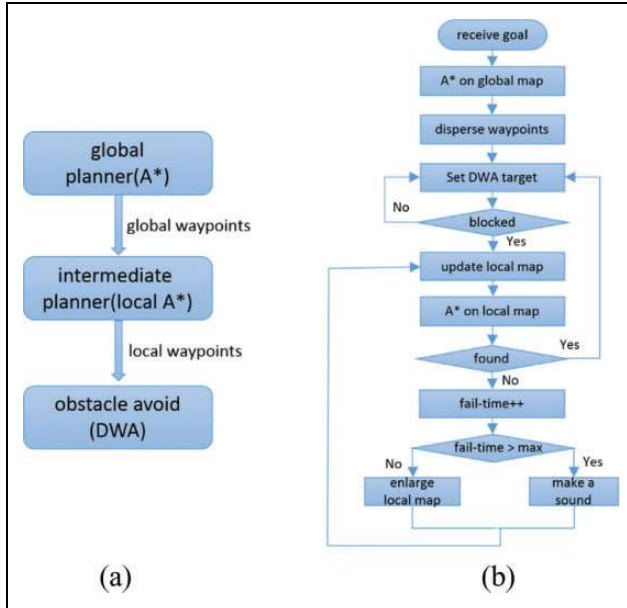 global
planner(A*)
global waypoints
intermediate
planner(local A*)
local waypoints
obstacle avoid
(DWA)
(a)
receive goal
A* on global map
disperse waypoints
Set DWA target
No
blocked
Yes
update local map
A* on local map
Yes
found
No
fail-time++
fail-time > max
No
Yes
enlarge
local map
make a
sound
(b)